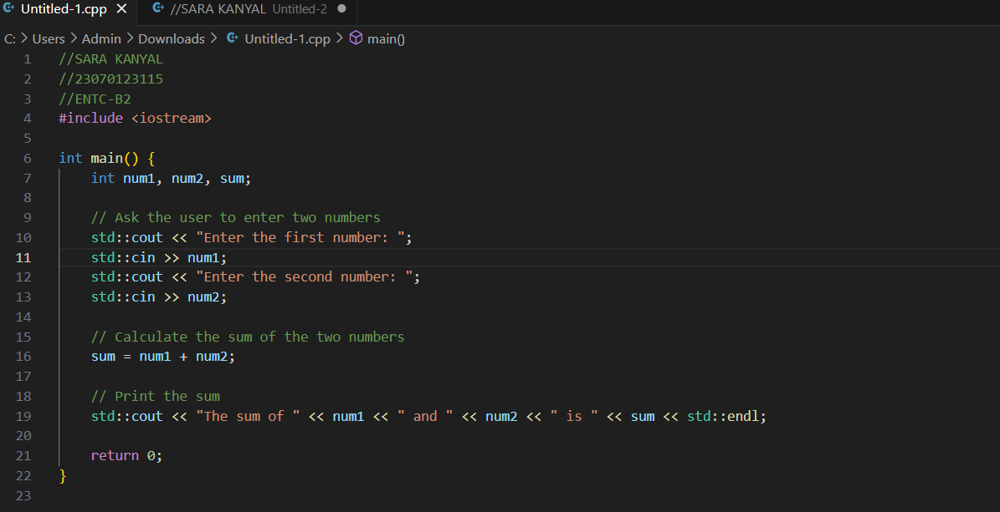 Untitled-1.cpp //SARA KANYAL Untitled-2
C: > Users > Admin > Downloads > Untitled-1.cpp > main()
1 //SARA KANYAL
2 //23070123115
3 //ENTC-B2
4 #include <iostream>
5
6 int main() {
7     int num1, num2, sum;
8
9     // Ask the user to enter two numbers
10     std::cout << "Enter the first number: ";
11     std::cin >> num1;
12     std::cout << "Enter the second number: ";
13     std::cin >> num2;
14
15     // Calculate the sum of the two numbers
16     sum = num1 + num2;
17
18     // Print the sum
19     std::cout << "The sum of " << num1 << " and " << num2 << " is " << sum << std::endl;
20
21     return 0;
22 }
23